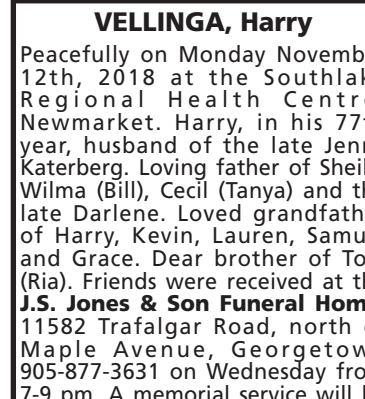 VELLINGA, Harry
Peacefully on Monday Novemb
12th, 2018 at the Southlak
Regional Health Centr
Newmarket. Harry, in his 77t
year, husband of the late Jenn
Katerberg. Loving father of Sheil
Wilma (Bill), Cecil (Tanya) and th
late Darlene. Loved grandfath
of Harry, Kevin, Lauren, Samu
and Grace. Dear brother of To
(Ria). Friends were received at th
J.S. Jones & Son Funeral Hom
11582 Trafalgar Road, north
Maple Avenue, Georgetow
905-877-3631 on Wednesday fro
7-9 pm. A memorial service will